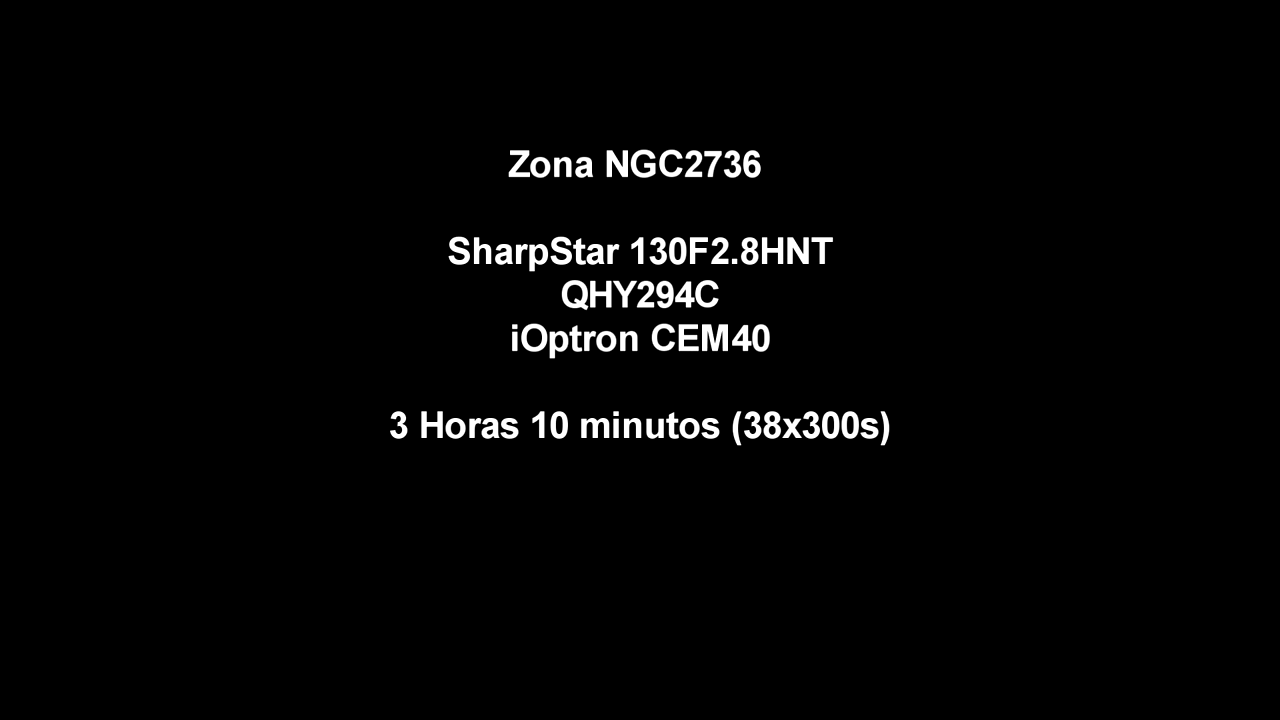 Zona NGC2736
SharpStar 130F2.8HNT
QHY294C
iOptron CEM40
3 Horas 10 minutos (38x300s)